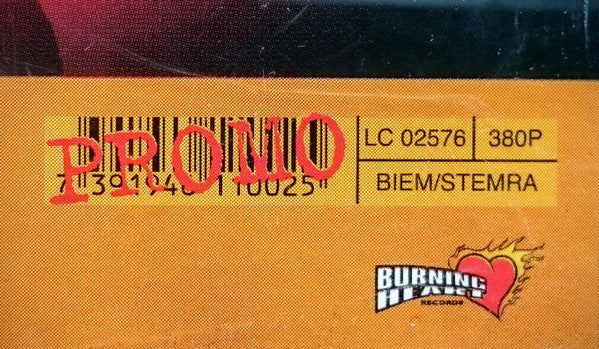 PROMO
7 391946 110025
LC 02576
380P
BIEM/STEMRA
BURNING
HEART
RECORDS